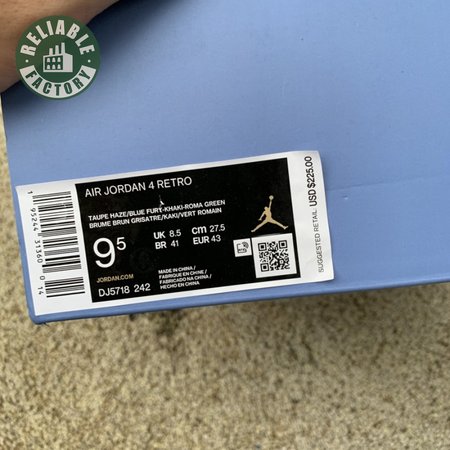 RELIABLE
FACTORY
AIR JORDAN 4 RETRO
TAUPE HAZE/BLUE FURY-KHAKI-ROMA GREEN
BRUME BRUN GRISATRE/KAKI/VERT ROMAIN
9.5
UK 8.5 CM 27.5
BR 41 EUR 43
JORDAN.COM
MADE IN CHINA /
FABRIQUE EN CHINE /
FABRICADO NA CHINA /
HECHO EN CHINA
DJ5718 242
SUGGESTED RETAIL USD $225.00